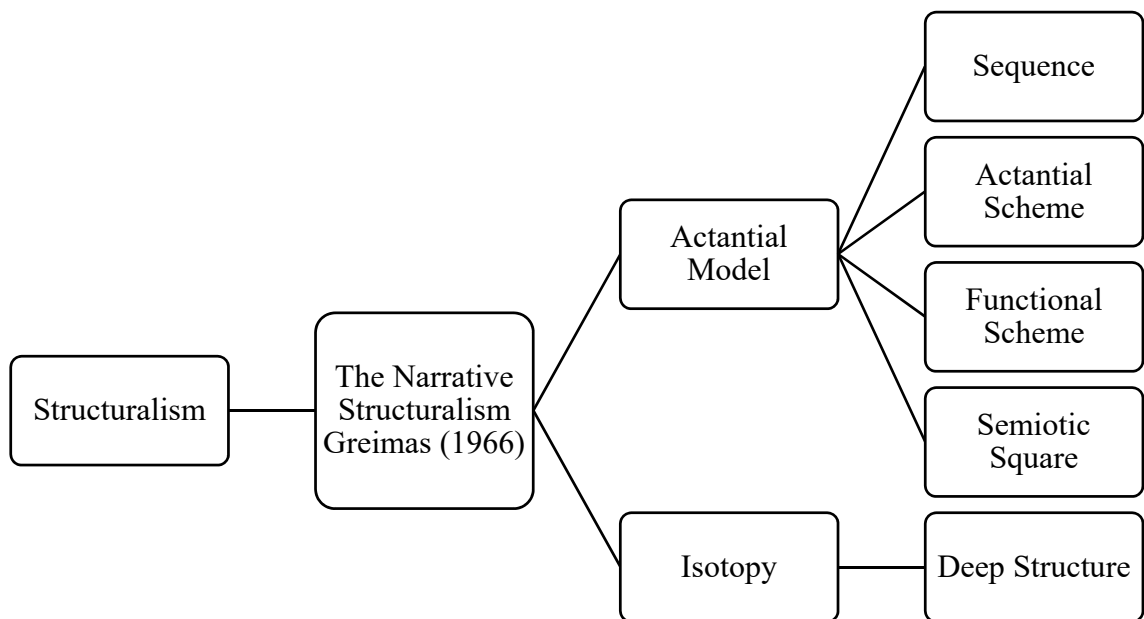 Structuralism
The Narrative
Structuralism
Greimas (1966)
Actantial
Model
Sequence
Actantial
Scheme
Functional
Scheme
Semiotic
Square
Isotopy
Deep Structure